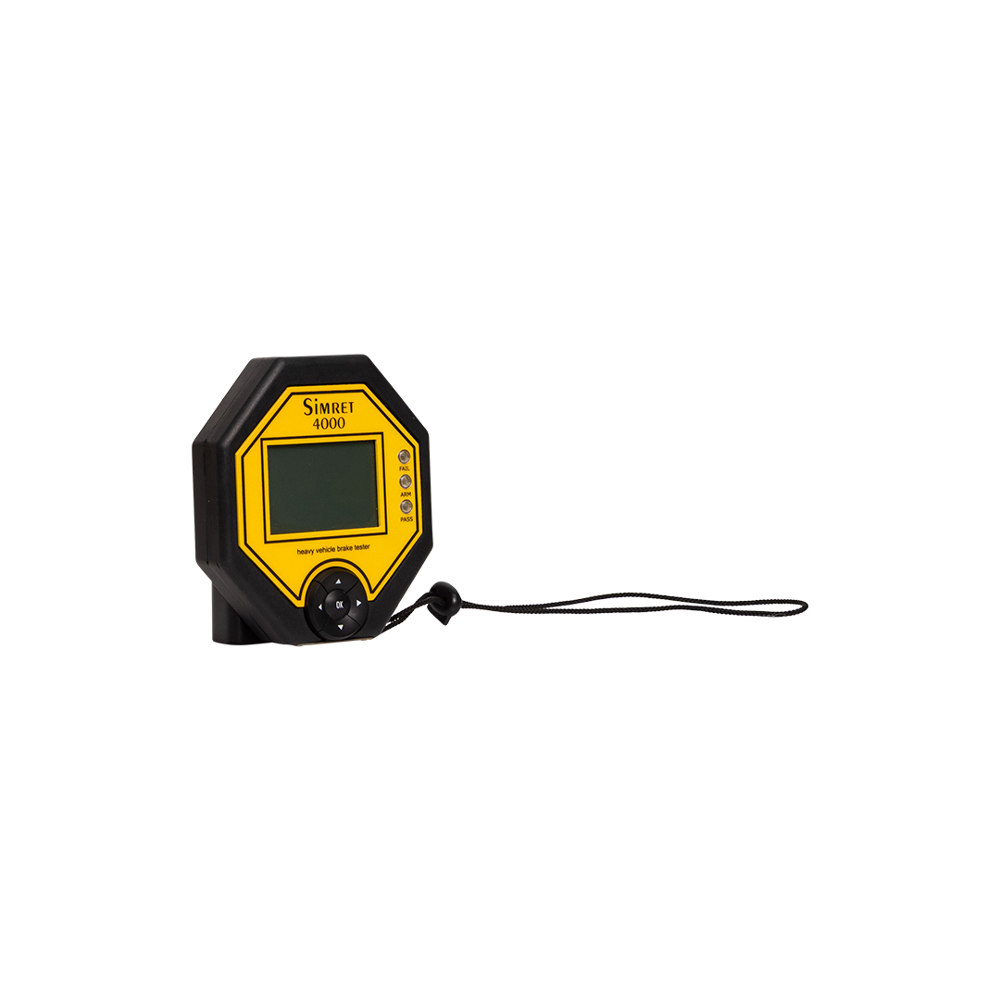 SiMRET
4000
FAIL
ARM
PASS
heavy vehicle brake tester
OK